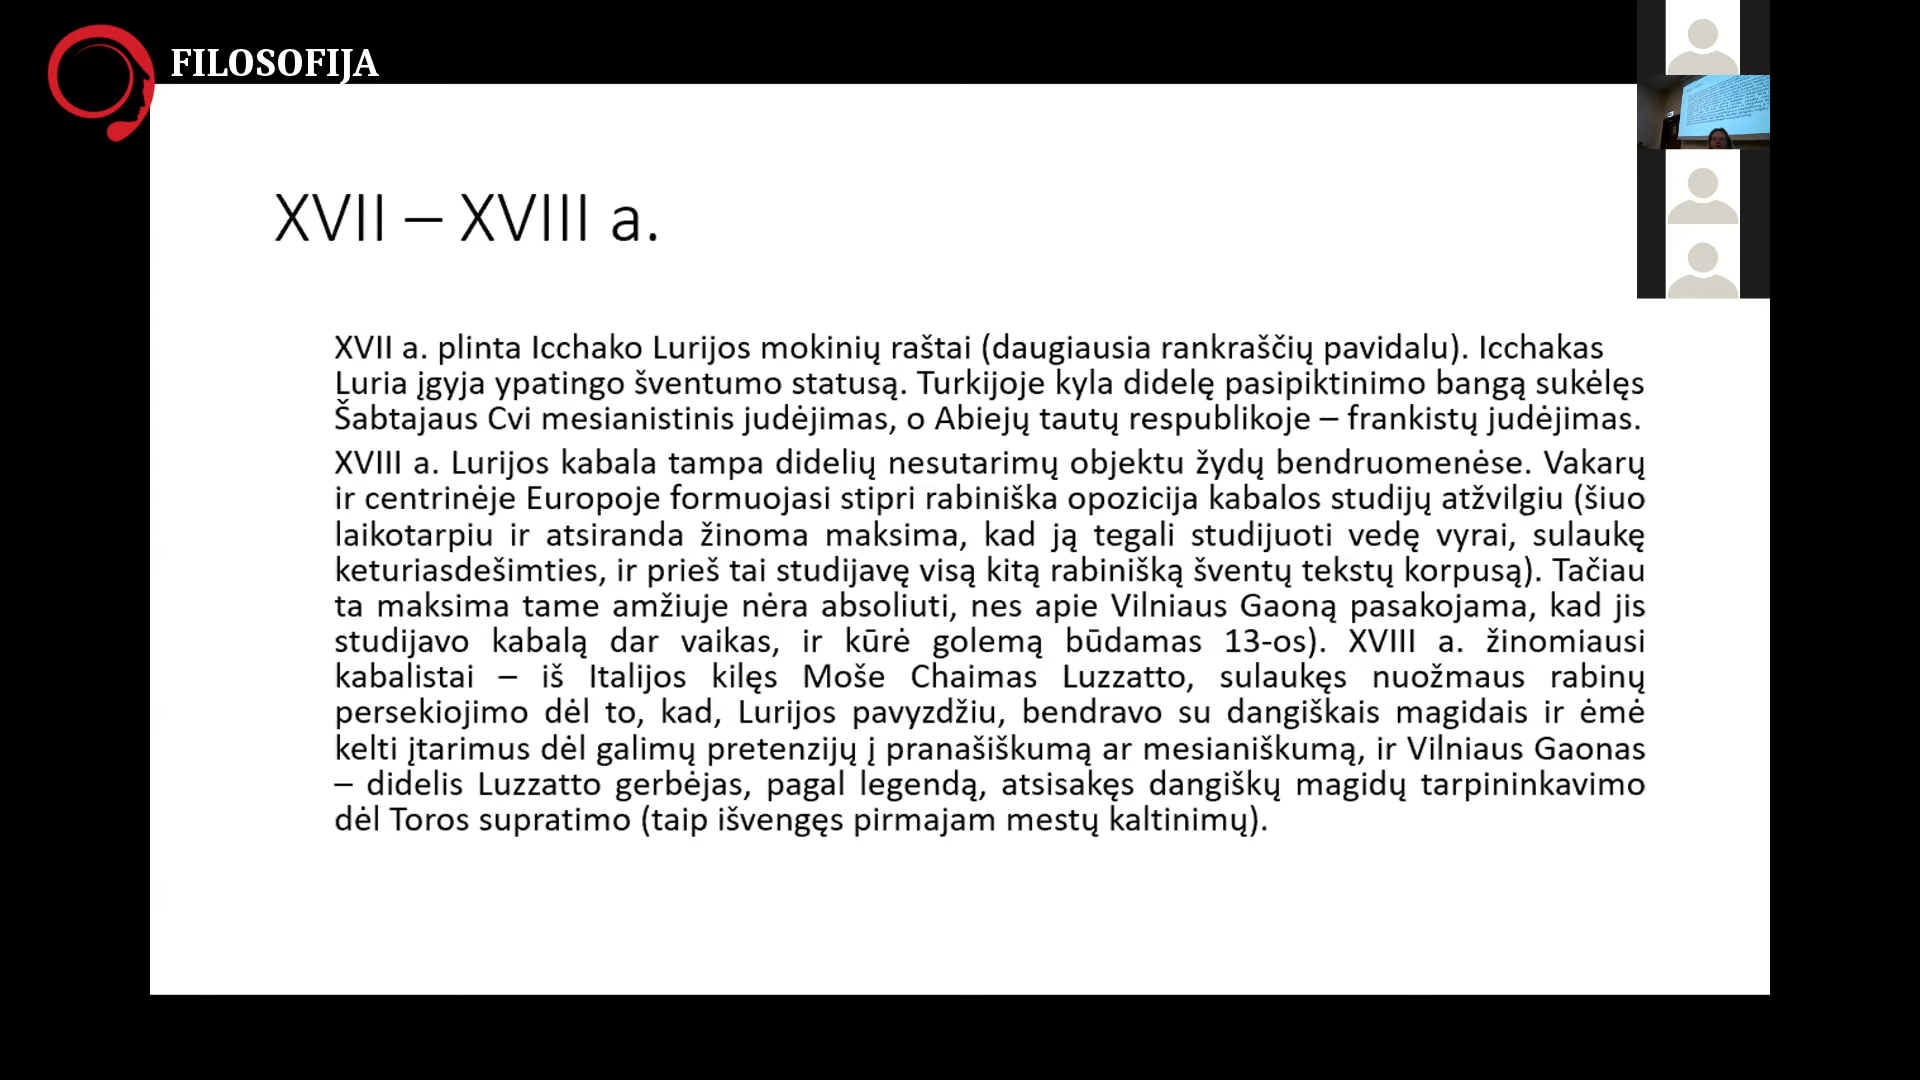 FILOSOFIJA
XVII – XVIII a.
XVII a. plinta Icchako Lurijos mokinių raštai (daugiausia rankraščių pavidalu). Icchakas
Luria įgyja ypatingo šventumo statusą. Turkijoje kyla didelę pasipiktinimo bangą sukėlęs
Šabtajaus Cvi mesianistinis judėjimas, o Abiejų tautų respublikoje – frankistų judėjimas.
XVIII a. Lurijos kabala tampa didelių nesutarimų objektu žydų bendruomenėse. Vakarų
ir centrinėje Europoje formuojasi stipri rabiniška opozicija kabalos studijų atžvilgiu (šiuo
laikotarpiu ir atsiranda žinoma maksima, kad ją tegali studijuoti vedę vyrai, sulaukę
keturiasdešimties, ir prieš tai studijavę visą kitą rabinišką šventų tekstų korpusą). Tačiau
ta maksima tame amžiuje nėra absoliuti, nes apie Vilniaus Gaoną pasakojama, kad jis
studijavo kabalą dar vaikas, ir kūrė golemą būdamas 13-os). XVIII a. žinomiausi
kabalistai – iš Italijos kilęs Moše Chaimas Luzzatto, sulaukęs nuožmaus rabinų
persekiojimo dėl to, kad, Lurijos pavyzdžiu, bendravo su dangiškais magidais ir ėmė
kelti įtarimus dėl galimų pretenzijų į pranašiškumą ar mesianiškumą, ir Vilniaus Gaonas
– didelis Luzzatto gerbėjas, pagal legendą, atsisakęs dangiškų magidų tarpininkavimo
dėl Toros supratimo (taip išvengęs pirmajam mestų kaltinimų).